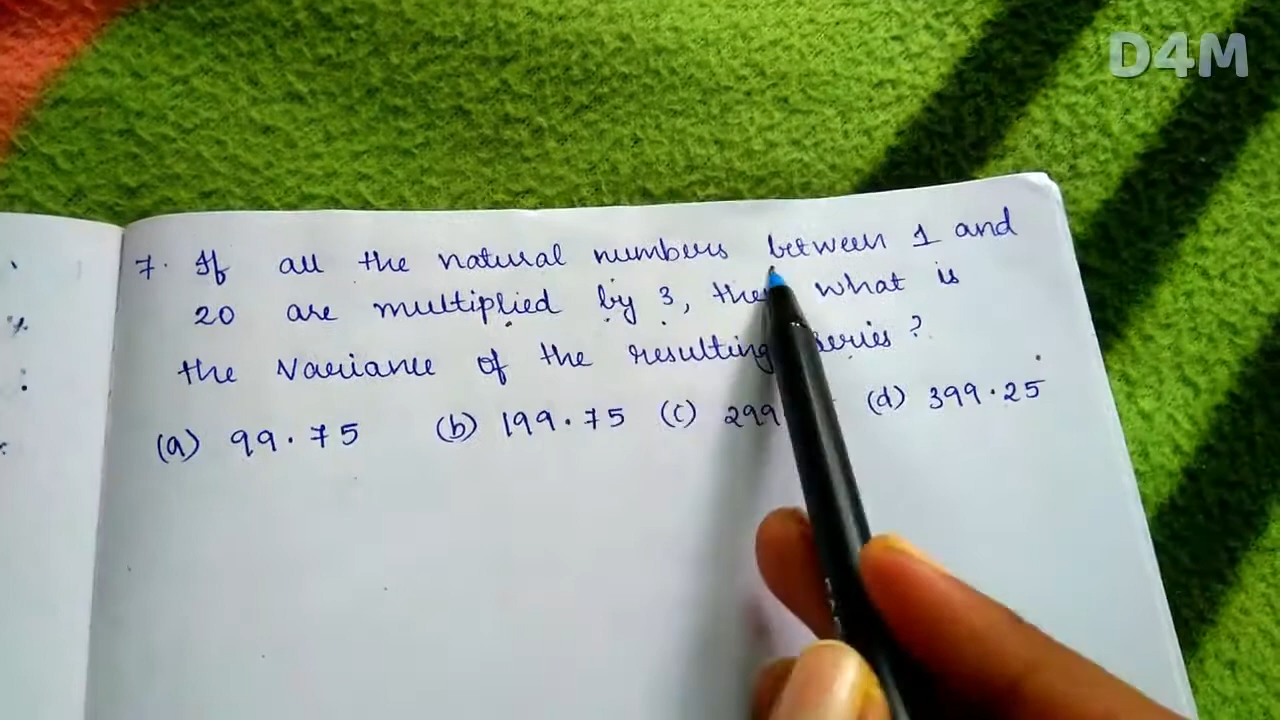 D4M
7. If all the natural numbers between 1 and
20 are multiplied by 3, what is
the Variance of the resulting series ?
(a) 99.75 (b) 199.75 (c) 299 (d) 399.25